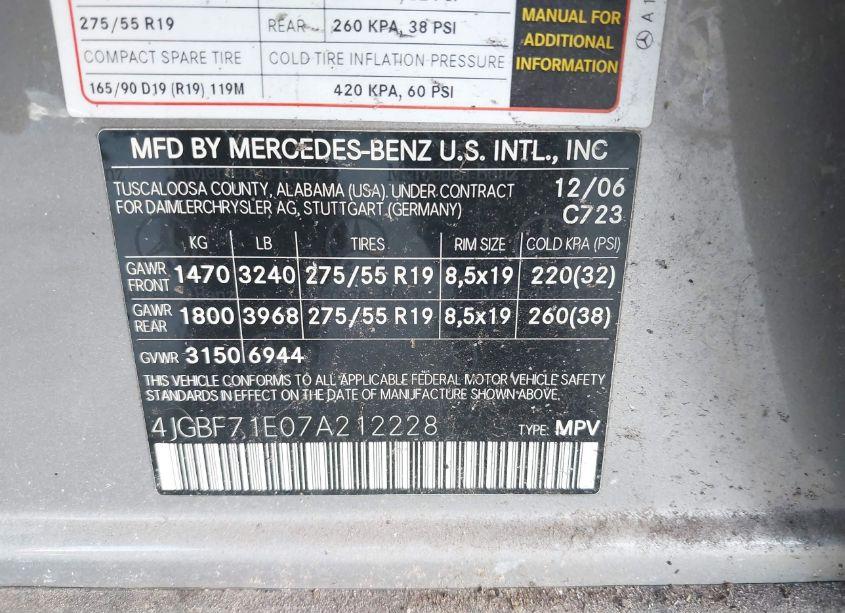 275/55 R19 REAR 260 KPA, 38 PSI
COMPACT SPARE TIRE COLD TIRE INFLATION PRESSURE
165/90 D19 (R19) 119M 420 KPA, 60 PSI
MANUAL FOR
ADDITIONAL
INFORMATION
A 1
MFD BY MERCEDES-BENZ U.S. INTL., INC
TUSCALOOSA COUNTY, ALABAMA (USA), UNDER CONTRACT 12/06
FOR DAIMLERCHRYSLER AG, STUTTGART (GERMANY) C723
KG LB TIRES RIM SIZE COLD KPA (PSI)
GAWR FRONT 1470 3240 275/55 R19 8,5x19 220(32)
GAWR REAR 1800 3968 275/55 R19 8,5x19 260(38)
GVWR 3150 6944
THIS VEHICLE CONFORMS TO ALL APPLICABLE FEDERAL MOTOR VEHICLE SAFETY
STANDARDS IN EFFECT ON THE DATE OF MANUFACTURE SHOWN ABOVE.
4JGBF71E07A212228 TYPE: MPV